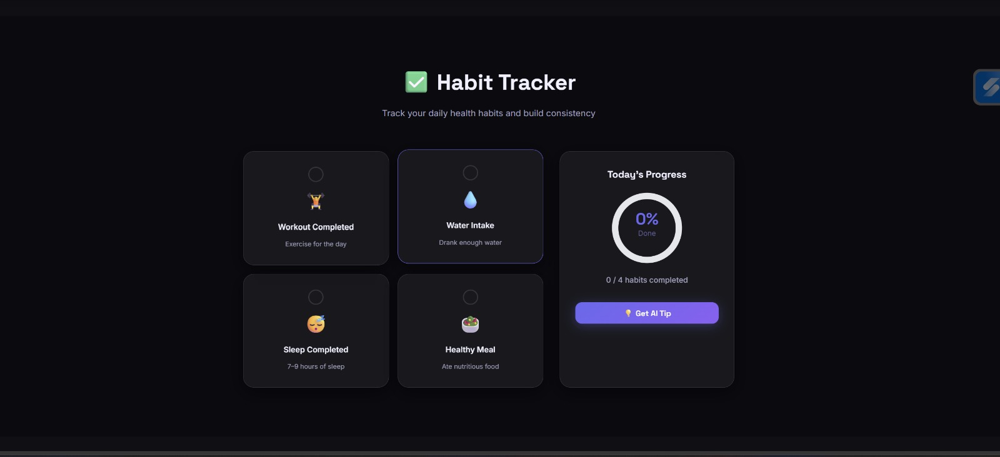 Habit Tracker
Track your daily health habits and build consistency
Workout Completed
Exercise for the day
Water Intake
Drank enough water
Sleep Completed
7–9 hours of sleep
Healthy Meal
Ate nutritious food
Today's Progress
0%
Done
0 / 4 habits completed
Get AI Tip